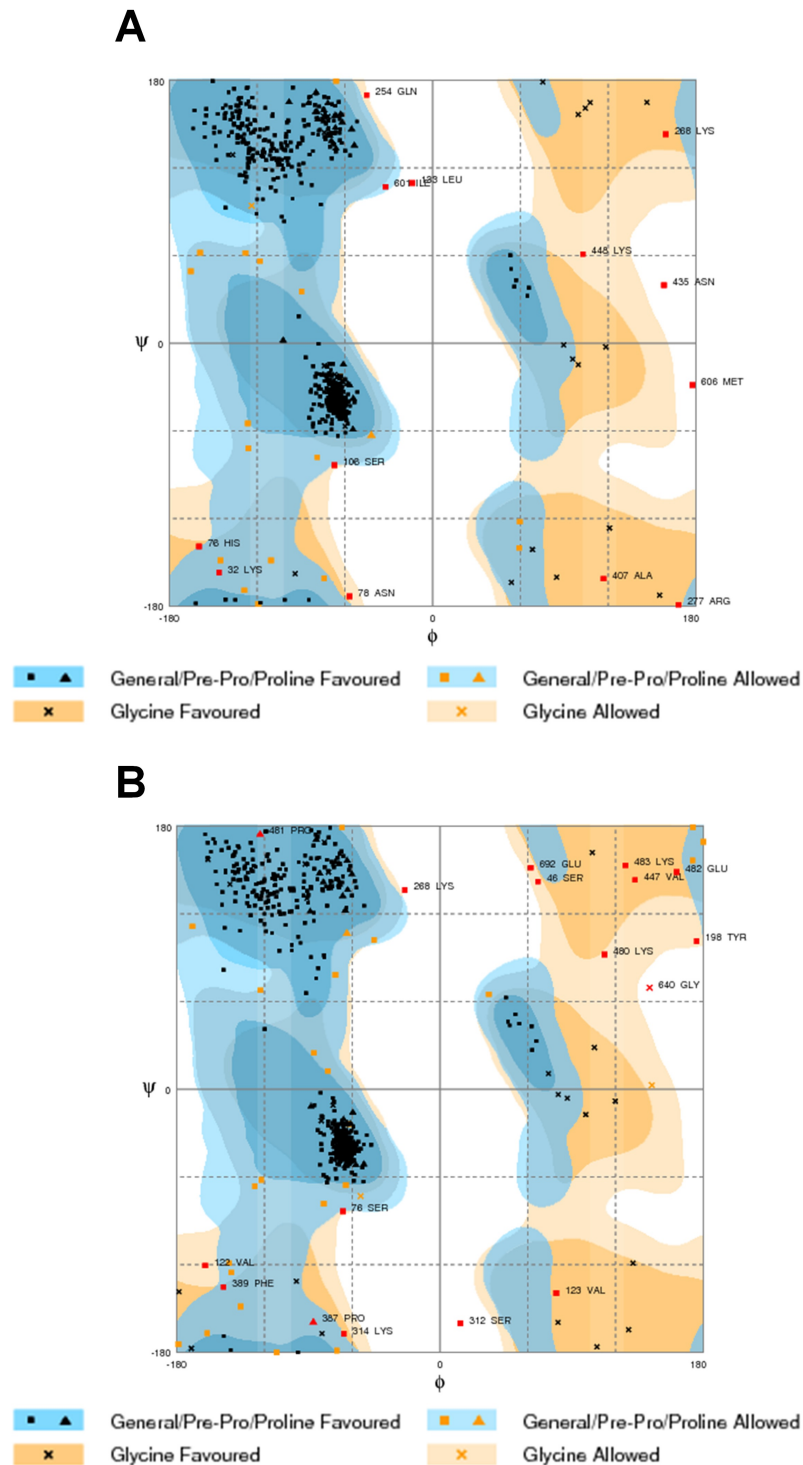 A
180
254 GLN
268 LYS
601 ILE
133 LEU
448 LYS
435 ASN
ψ
0
606 MET
106 SER
76 HIS
32 LYS
407 ALA
78 ASN
277 ARG
-180
-180
0
180
ϕ
General/Pre-Pro/Proline Favoured
General/Pre-Pro/Proline Allowed
Glycine Favoured
Glycine Allowed
B
180
481 PRO
692 GLU
483 LYS
482 GLU
46 SER
447 VAL
268 LYS
198 TYR
480 LYS
640 GLY
ψ
0
76 SER
122 VAL
389 PHE
123 VAL
387 PRO
312 SER
314 LYS
-180
-180
0
180
ϕ
General/Pre-Pro/Proline Favoured
General/Pre-Pro/Proline Allowed
Glycine Favoured
Glycine Allowed